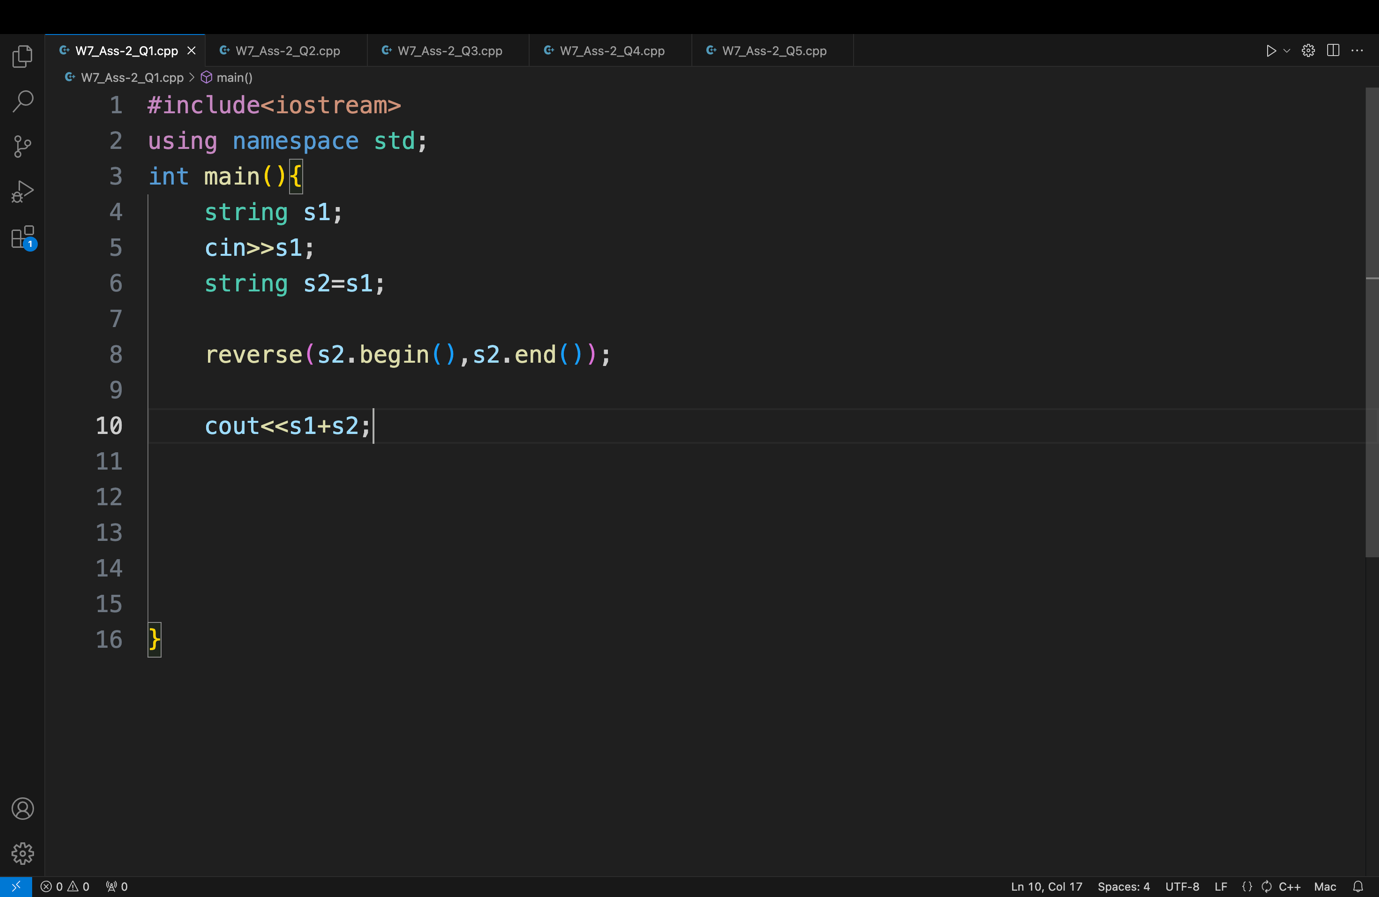 W7_Ass-2_Q1.cpp W7_Ass-2_Q2.cpp W7_Ass-2_Q3.cpp W7_Ass-2_Q4.cpp W7_Ass-2_Q5.cpp
W7_Ass-2_Q1.cpp > main()
1 #include<iostream>
2 using namespace std;
3 int main(){
4 string s1;
5 cin>>s1;
6 string s2=s1;
7
8 reverse(s2.begin(),s2.end());
9
10 cout<<s1+s2;
11
12
13
14
15
16 }
1
0 0 0 Ln 10, Col 17 Spaces: 4 UTF-8 LF {} C++ Mac